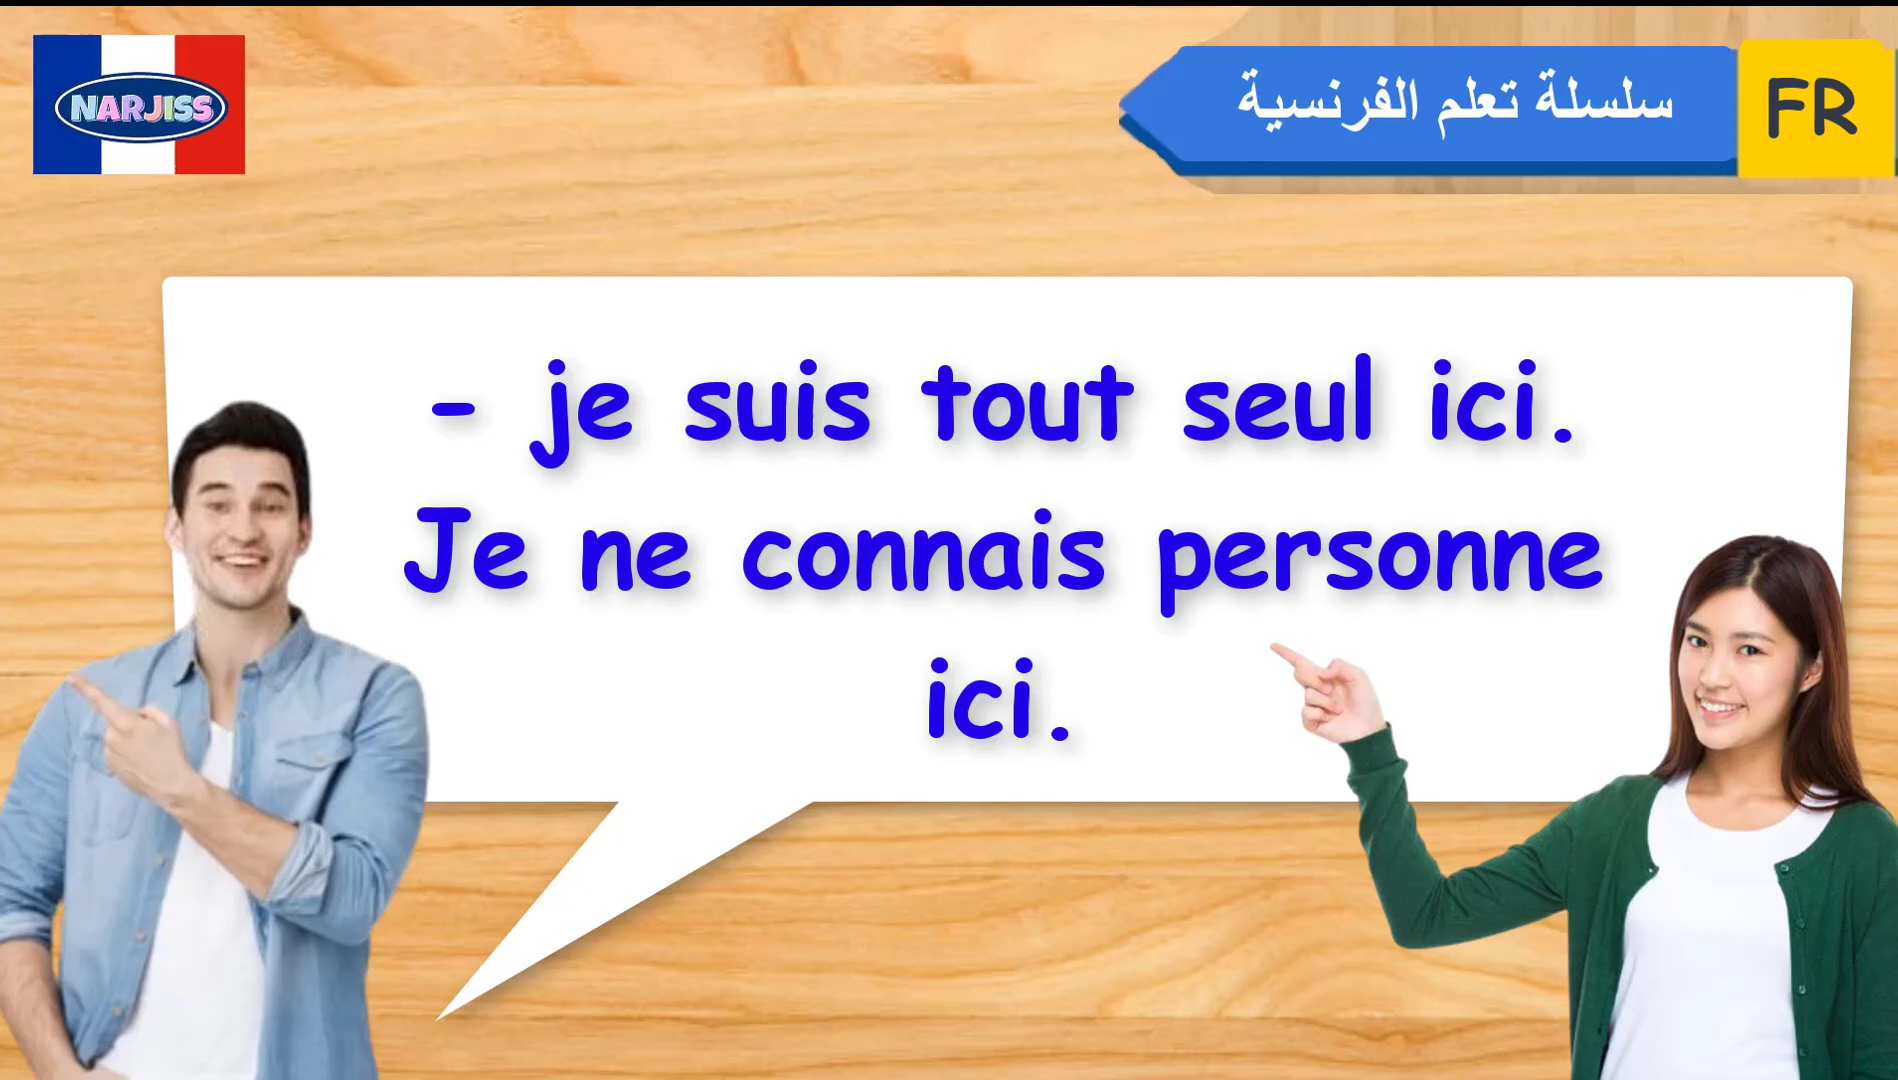 NARJISS
سلسلة تعلم الفرنسية
FR
- je suis tout seul ici.
Je ne connais personne
ici.